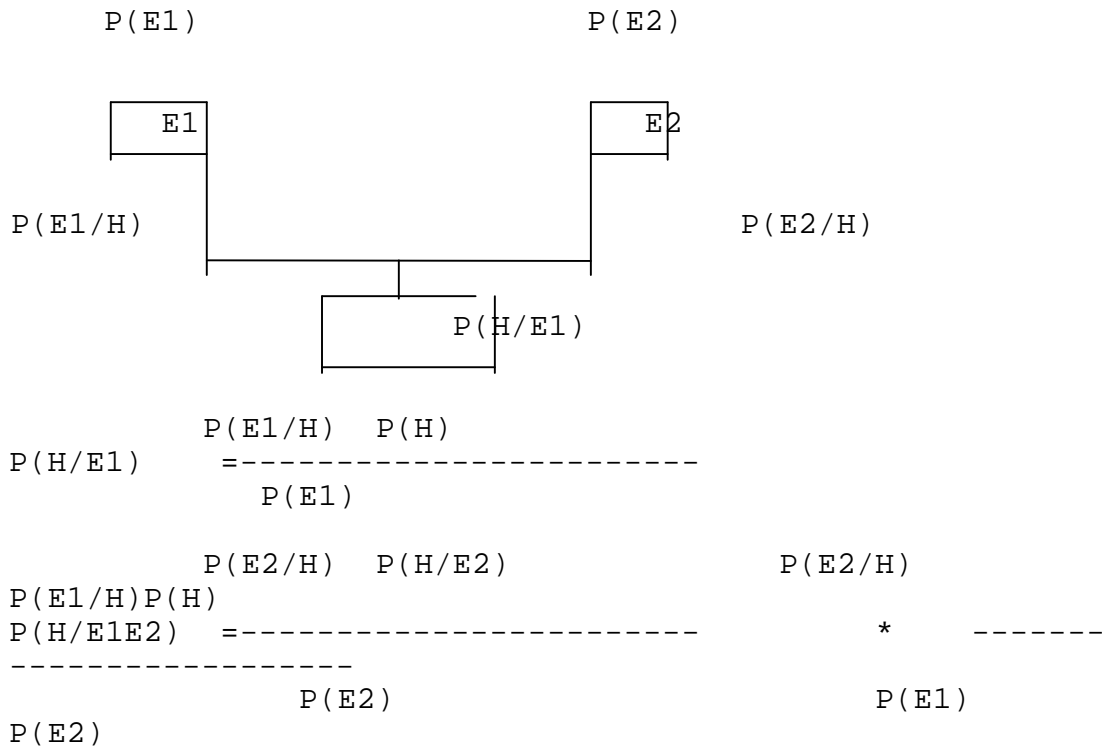 P(E1) P(E2)
E1 E2
P(E1/H) P(E2/H)
P(H/E1)
P(E1/H) P(H)
P(H/E1) =------------------------
P(E1)
P(E2/H) P(H/E2) P(E2/H)
P(E1/H)P(H)
P(H/E1E2) =------------------------ * -------
------------------
P(E2) P(E1)
P(E2)